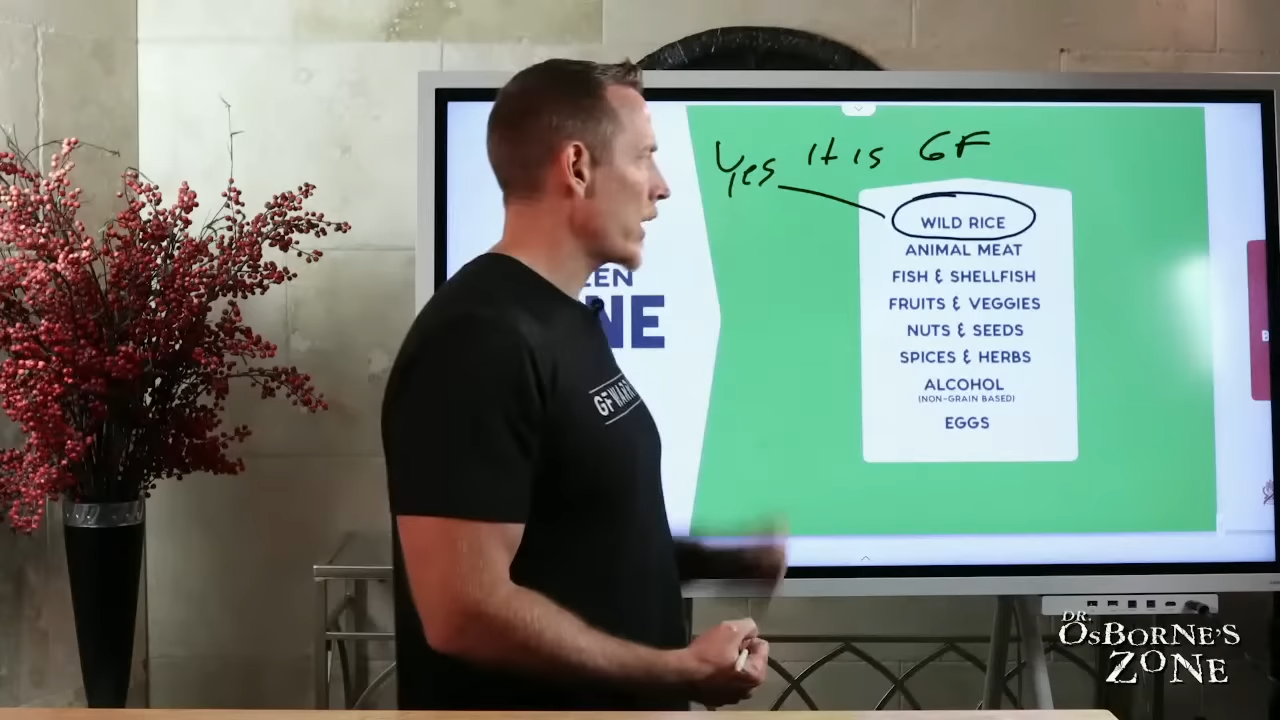 Yes It is GF
WILD RICE
ANIMAL MEAT
FISH & SHELLFISH
FRUITS & VEGGIES
NUTS & SEEDS
SPICES & HERBS
ALCOHOL
(NON-GRAIN BASED)
EGGS
DR.
OSBORNE'S
ZONE